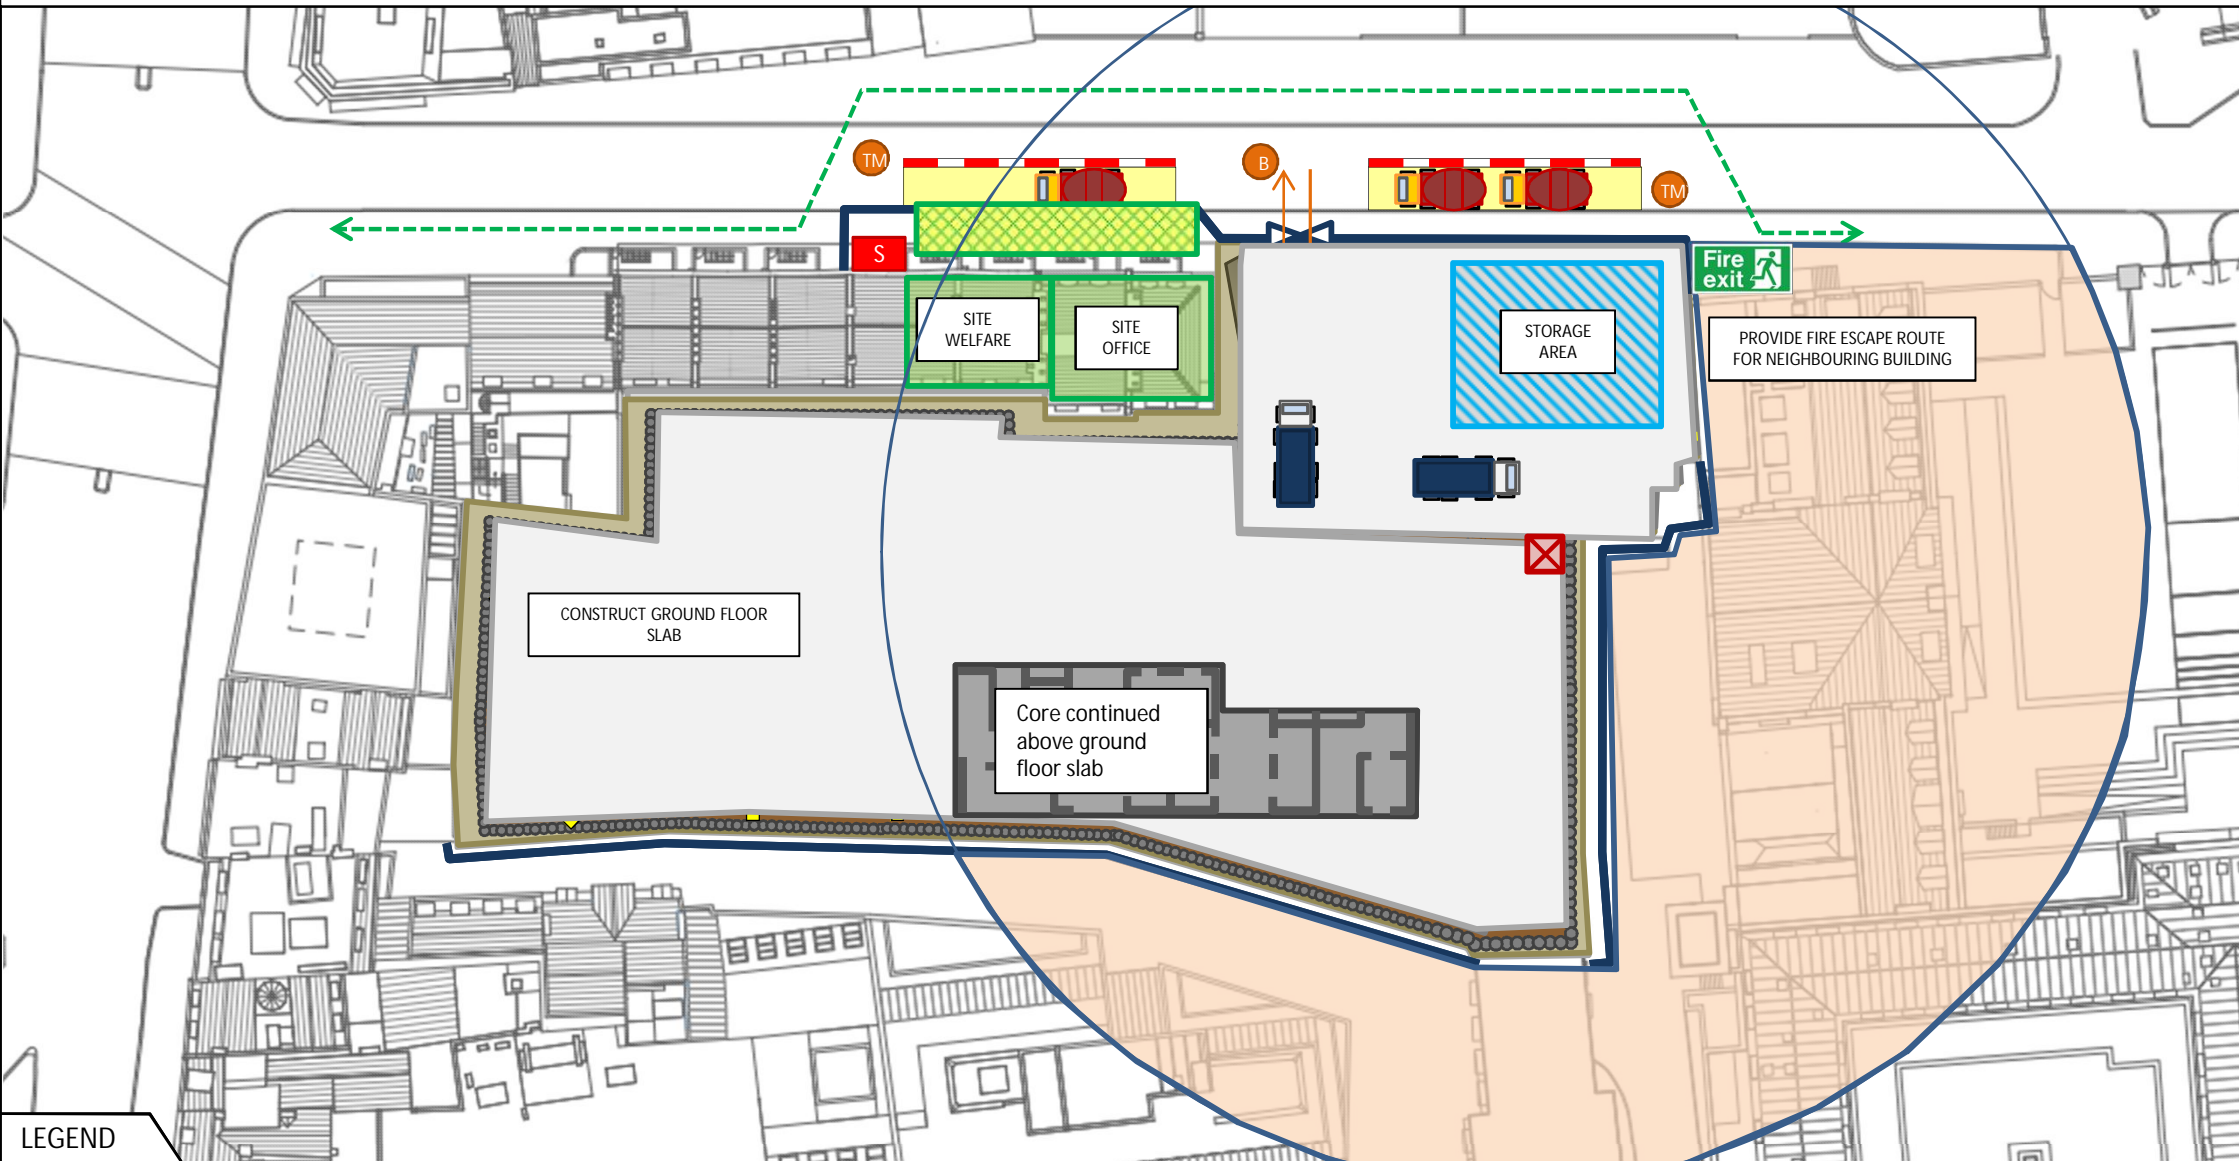 TM
B
TM
S
Fire
exit
SITE
WELFARE
SITE
OFFICE
STORAGE
AREA
PROVIDE FIRE ESCAPE ROUTE
FOR NEIGHBOURING BUILDING
CONSTRUCT GROUND FLOOR
SLAB
Core continued
above ground
floor slab
LEGEND